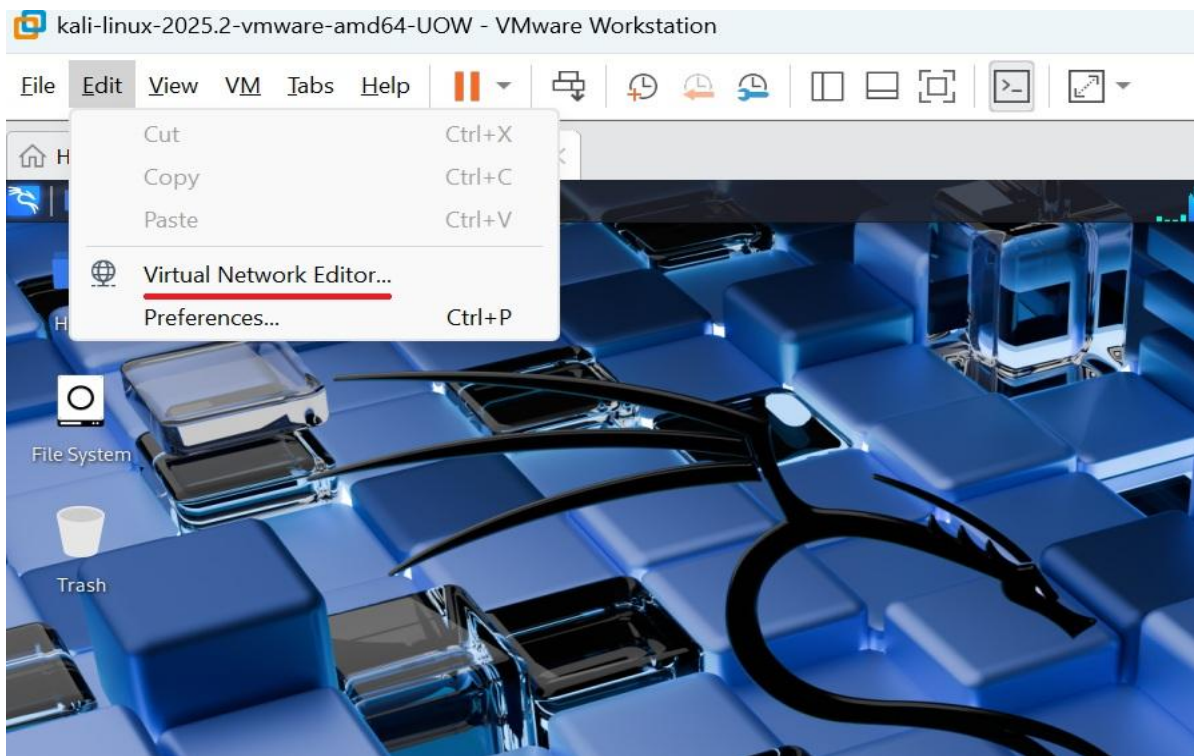 kali-linux-2025.2-vmware-amd64-UOW - VMware Workstation
File Edit View VM Tabs Help
H
Cut Ctrl+X
Copy Ctrl+C
Paste Ctrl+V
Virtual Network Editor...
Preferences... Ctrl+P
H
File System
Trash